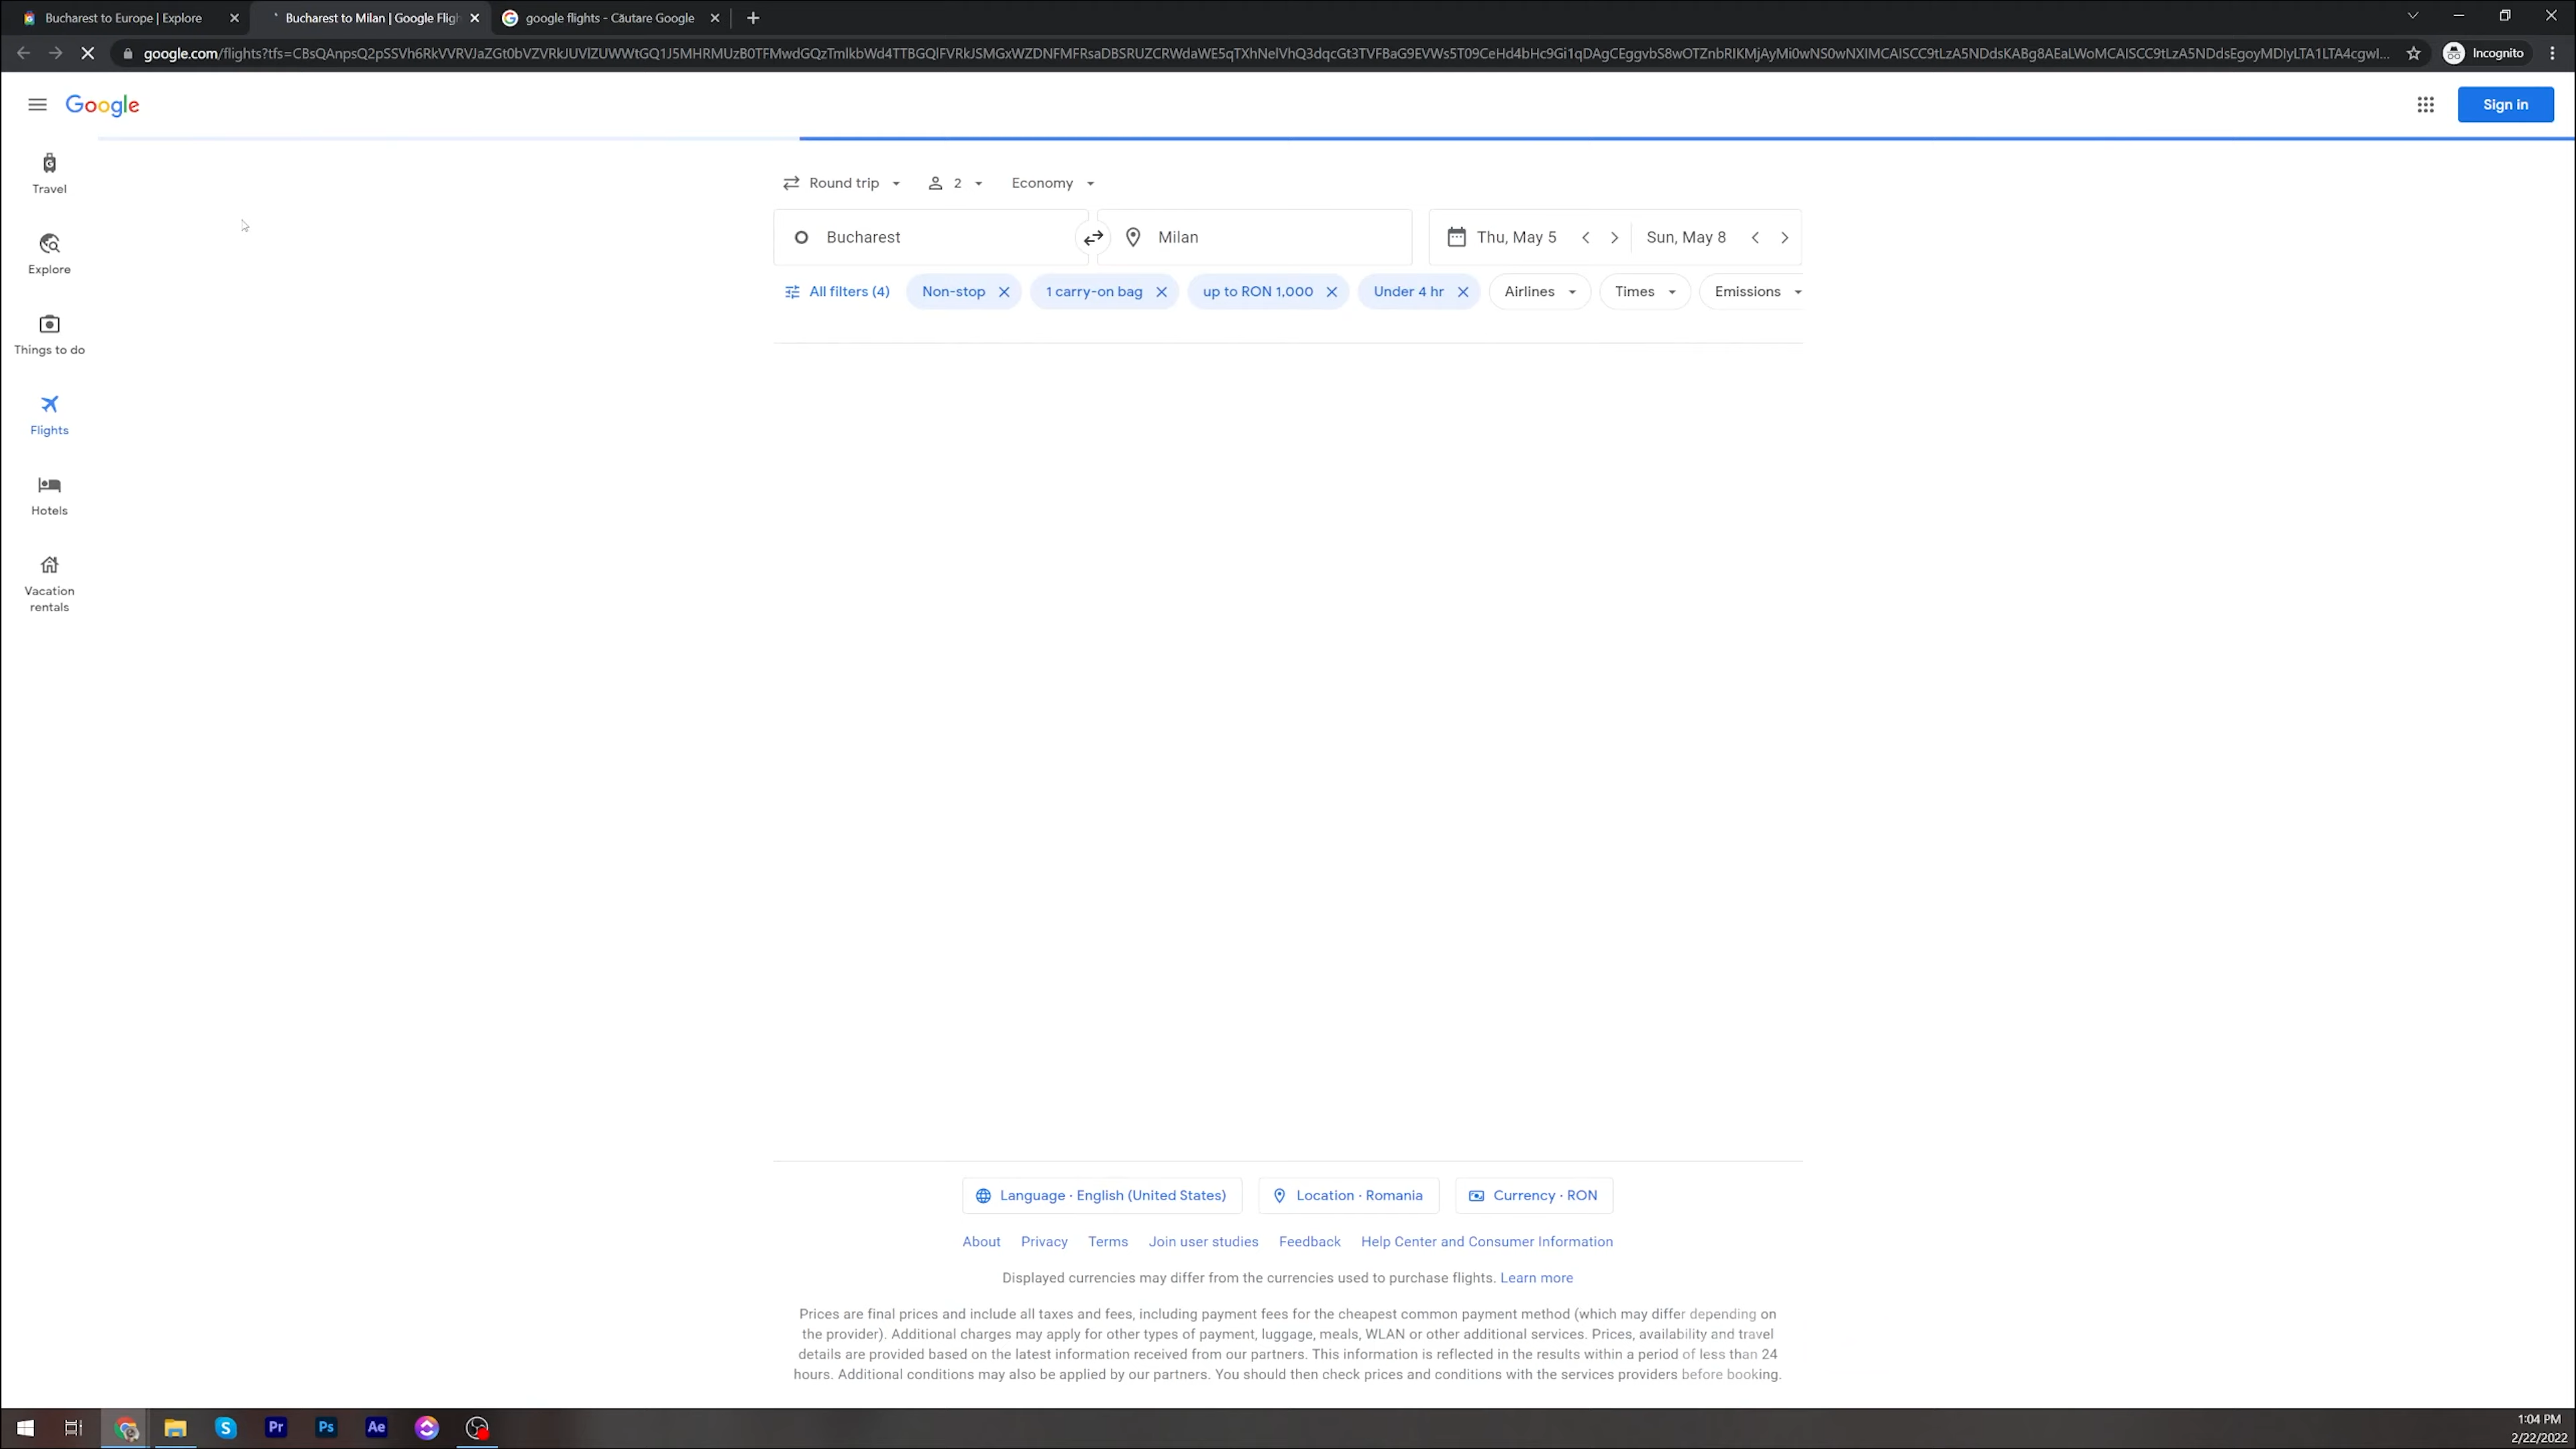 Bucharest to Europe | Explore
Bucharest to Milan | Google Fligh
google flights - Căutare Google
Incognito
Google
Sign in
Travel
Explore
Things to do
Flights
Hotels
Vacation
rentals
Round trip
2
Economy
Bucharest
Milan
Thu, May 5
Sun, May 8
All filters (4)
Non-stop
1 carry-on bag
up to RON 1,000
Under 4 hr
Airlines
Times
Emissions
Language · English (United States)
Location · Romania
Currency · RON
About Privacy Terms Join user studies Feedback Help Center and Consumer Information
Displayed currencies may differ from the currencies used to purchase flights. Learn more
Prices are final prices and include all taxes and fees, including payment fees for the cheapest common payment method (which may differ depending on
the provider). Additional charges may apply for other types of payment, luggage, meals, WLAN or other additional services. Prices, availability and travel
details are provided based on the latest information received from our partners. This information is reflected in the results within a period of less than 24
hours. Additional conditions may also be applied by our partners. You should then check prices and conditions with the services providers before booking.
S
Pr
Ps
Ae
1:04 PM
2/22/2022